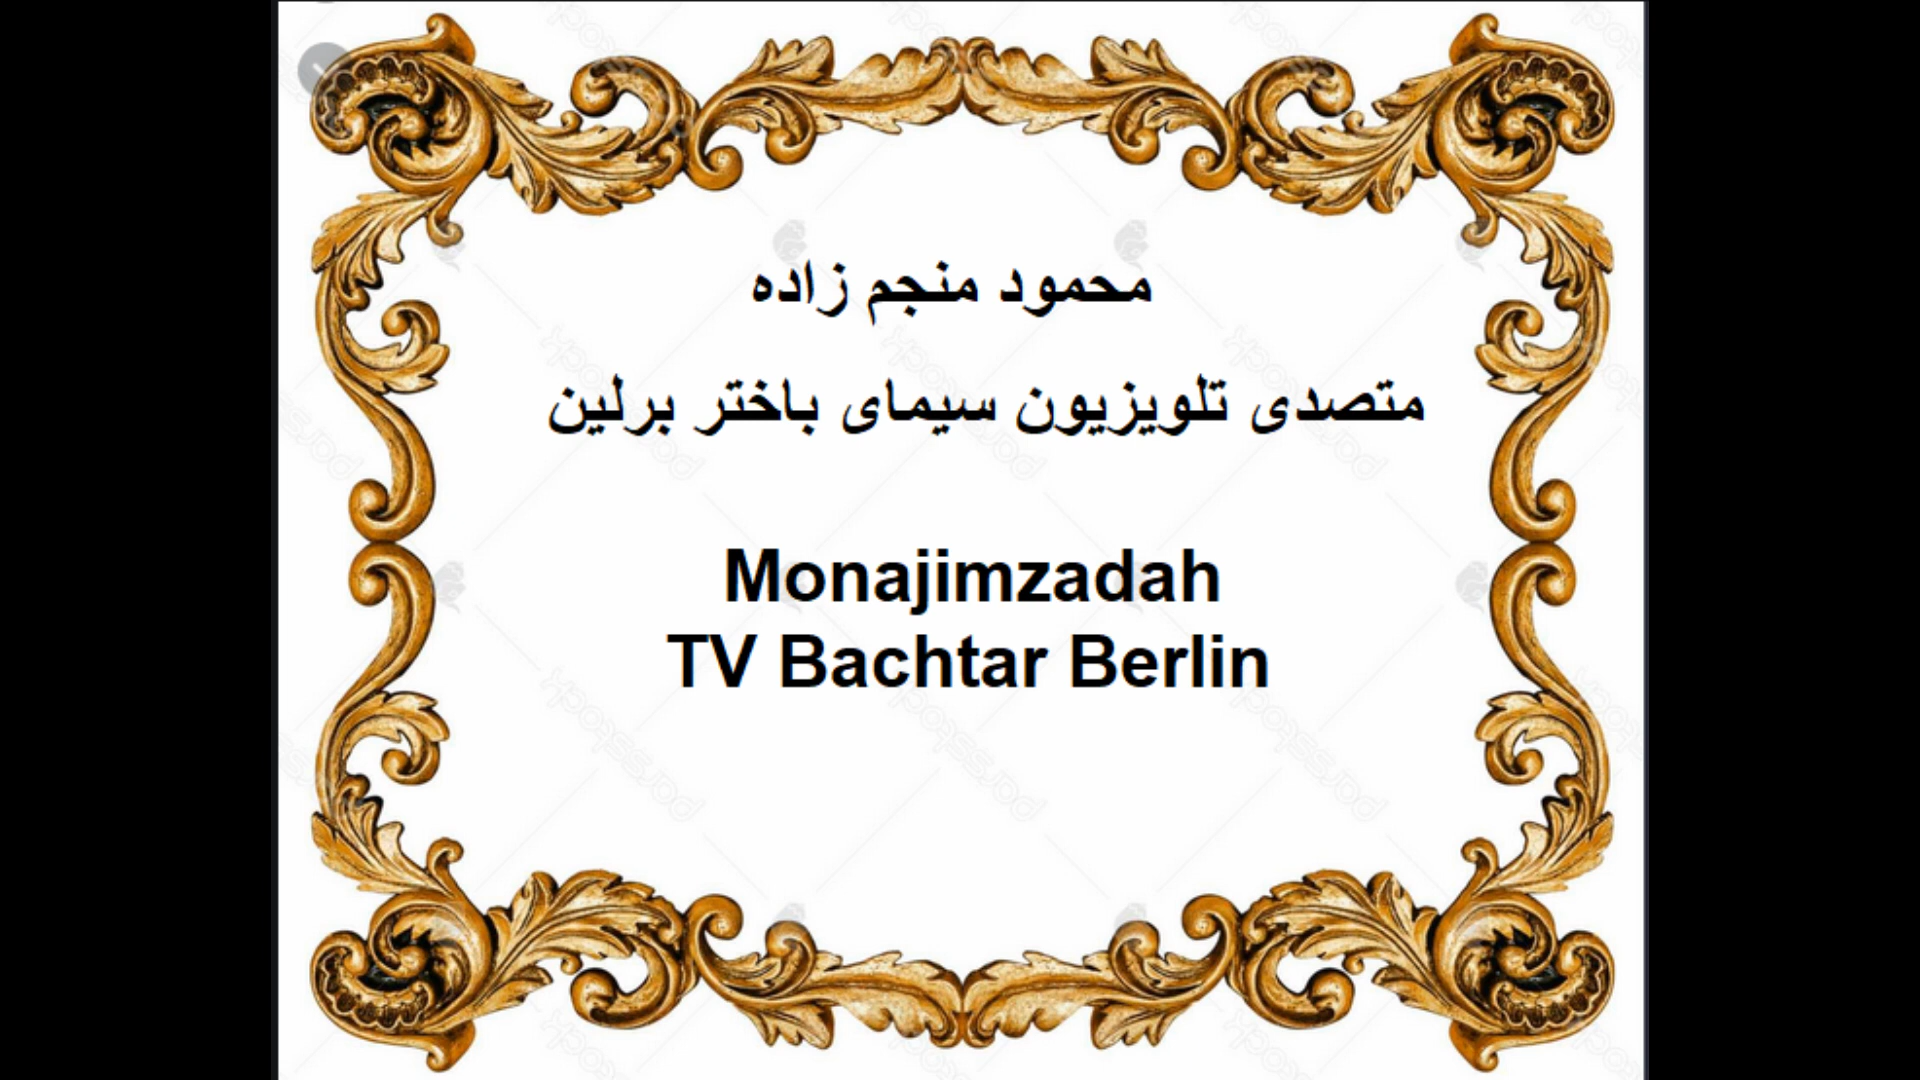 محمود منجم زاده
متصدی تلویزیون سیمای باختر برلین
Monajimzadah
TV Bachtar Berlin